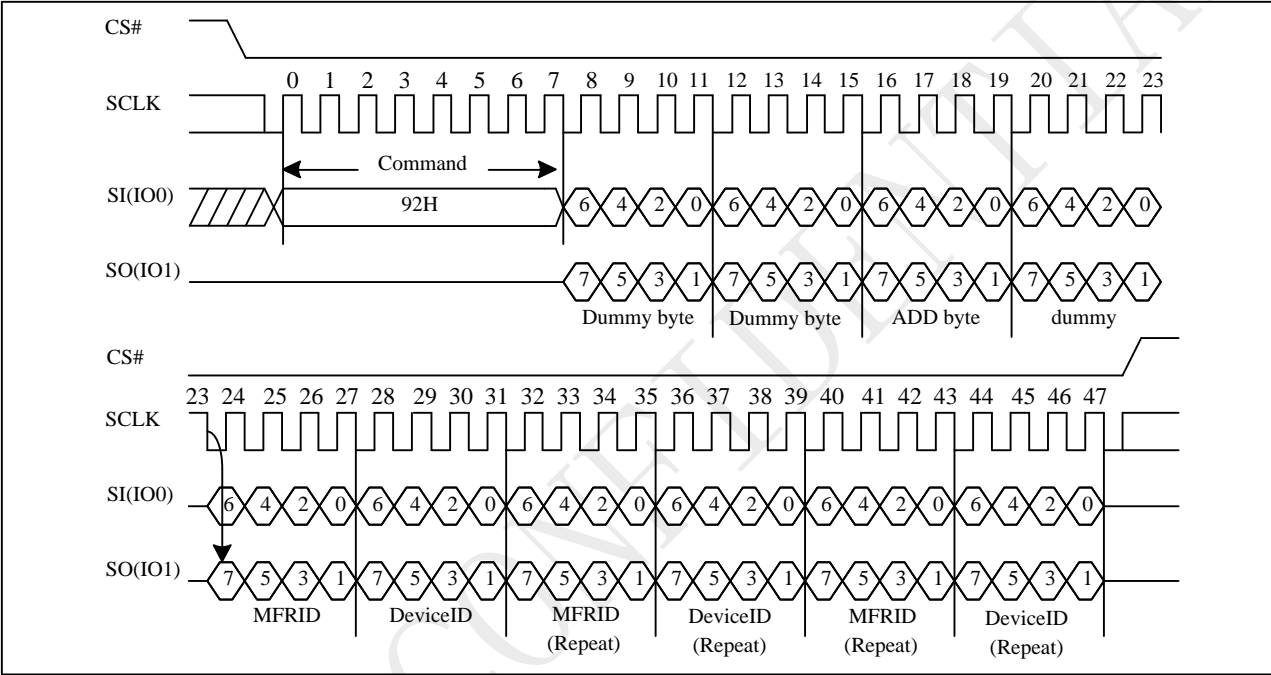 CS#
0 1 2 3 4 5 6 7 8 9 10 11 12 13 14 15 16 17 18 19 20 21 22 23
SCLK
Command
SI(IO0)
92H
6 4 2 0 6 4 2 0 6 4 2 0 6 4 2 0
SO(IO1)
7 5 3 1 7 5 3 1 7 5 3 1 7 5 3 1
Dummy byte Dummy byte ADD byte dummy
CS#
23 24 25 26 27 28 29 30 31 32 33 34 35 36 37 38 39 40 41 42 43 44 45 46 47
SCLK
SI(IO0)
6 4 2 0 6 4 2 0 6 4 2 0 6 4 2 0 6 4 2 0 6 4 2 0
SO(IO1)
7 5 3 1 7 5 3 1 7 5 3 1 7 5 3 1 7 5 3 1 7 5 3 1
MFRID DeviceID MFRID DeviceID MFRID DeviceID
(Repeat) (Repeat) (Repeat) (Repeat)
CONFIDENTIA